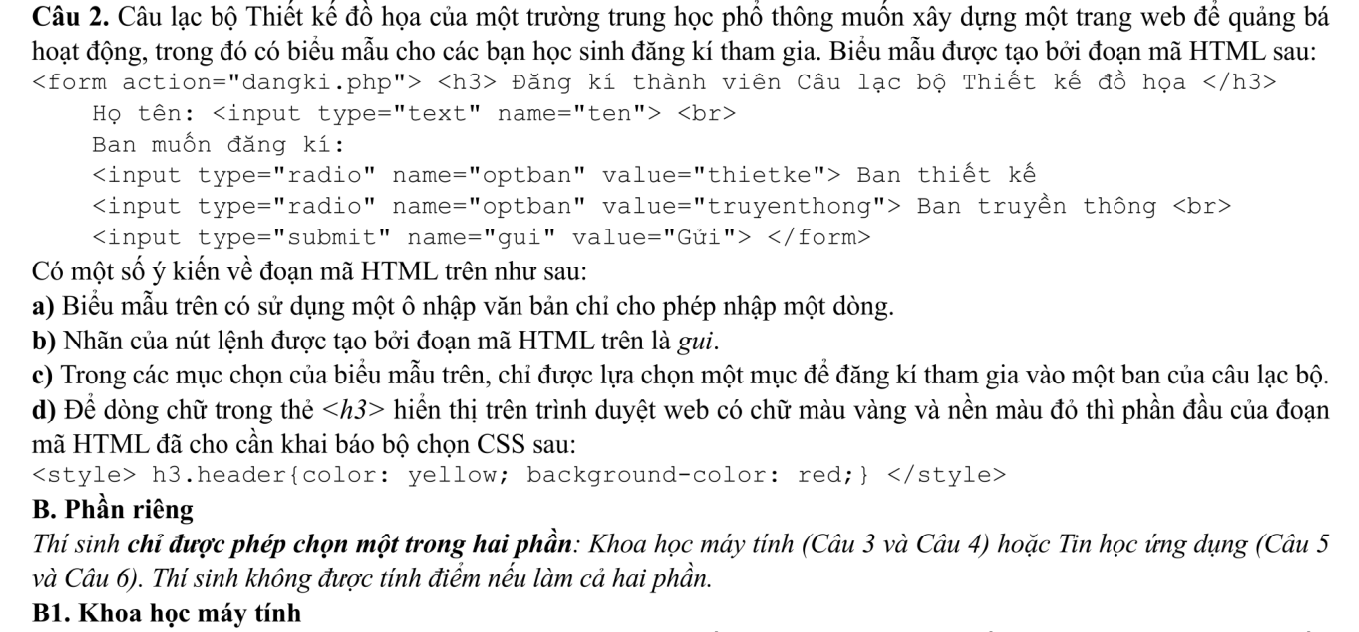 Câu 2. Câu lạc bộ Thiết kế đồ họa của một trường trung học phổ thông muốn xây dựng một trang web để quảng bá
hoạt động, trong đó có biểu mẫu cho các bạn học sinh đăng kí tham gia. Biểu mẫu được tạo bởi đoạn mã HTML sau:
<form action="dangki.php"> <h3> Đăng kí thành viên Câu lạc bộ Thiết kế đồ họa </h3>
Họ tên: <input type="text" name="ten"> <br>
Ban muốn đăng kí:
<input type="radio" name="optban" value="thietke"> Ban thiết kế
<input type="radio" name="optban" value="truyenthong"> Ban truyền thông <br>
<input type="submit" name="gui" value="Gửi"> </form>
Có một số ý kiến về đoạn mã HTML trên như sau:
a) Biểu mẫu trên có sử dụng một ô nhập văn bản chỉ cho phép nhập một dòng.
b) Nhãn của nút lệnh được tạo bởi đoạn mã HTML trên là gui.
c) Trong các mục chọn của biểu mẫu trên, chỉ được lựa chọn một mục để đăng kí tham gia vào một ban của câu lạc bộ.
d) Để dòng chữ trong thẻ <h3> hiển thị trên trình duyệt web có chữ màu vàng và nền màu đỏ thì phần đầu của đoạn
mã HTML đã cho cần khai báo bộ chọn CSS sau:
<style> h3.header{color: yellow; background-color: red;} </style>
B. Phần riêng
Thí sinh chỉ được phép chọn một trong hai phần: Khoa học máy tính (Câu 3 và Câu 4) hoặc Tin học ứng dụng (Câu 5
và Câu 6). Thí sinh không được tính điểm nếu làm cả hai phần.
B1. Khoa học máy tính